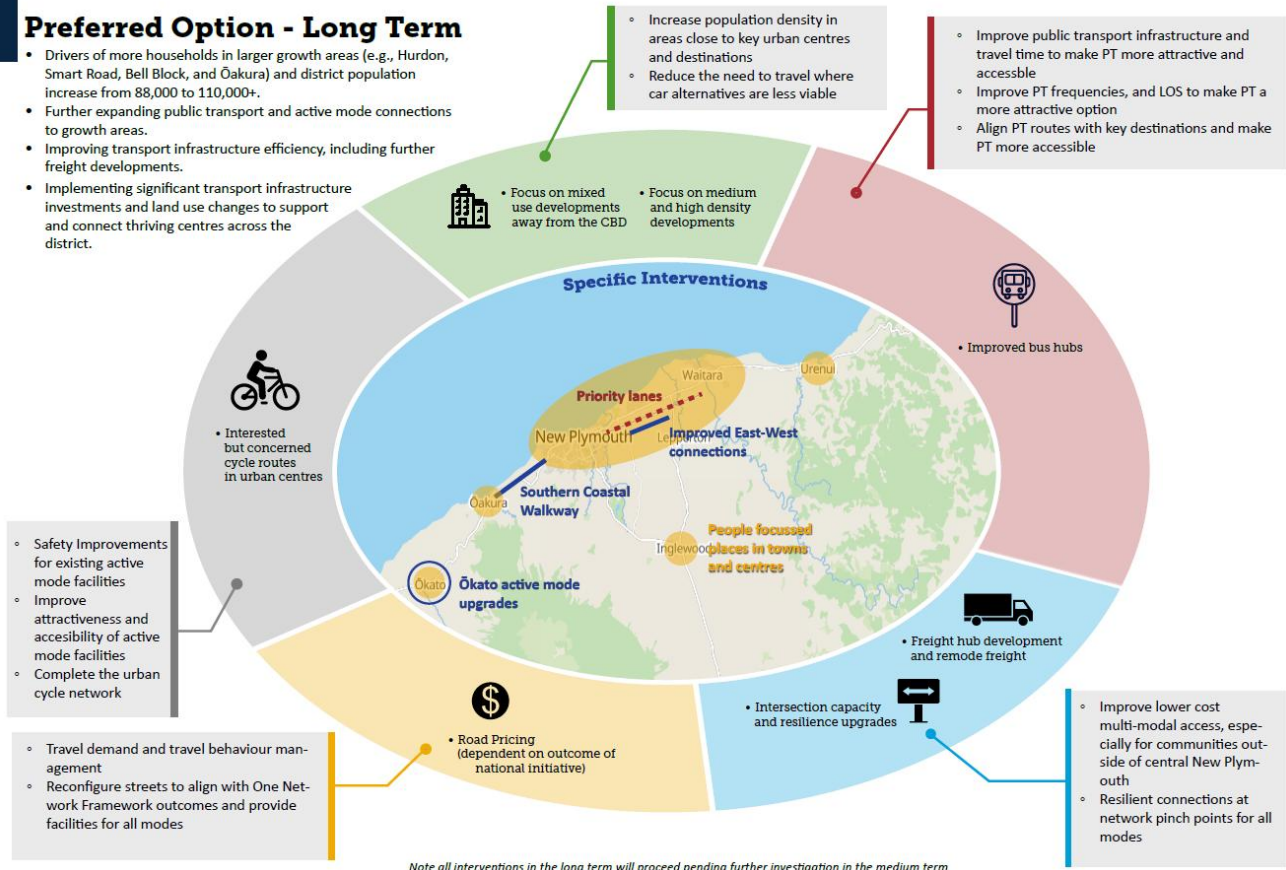 Preferred Option - Long Term
• Drivers of more households in larger growth areas (e.g., Hurdon,
Smart Road, Bell Block, and Ōakura) and district population
increase from 88,000 to 110,000+.
• Further expanding public transport and active mode connections
to growth areas.
• Improving transport infrastructure efficiency, including further
freight developments.
• Implementing significant transport infrastructure
investments and land use changes to support
and connect thriving centres across the
district.
◦ Increase population density in
areas close to key urban centres
and destinations
◦ Reduce the need to travel where
car alternatives are less viable
◦ Improve public transport infrastructure and
travel time to make PT more attractive and
accessble
◦ Improve PT frequencies, and LOS to make PT a
more attractive option
◦ Align PT routes with key destinations and make
PT more accessible
• Focus on mixed
use developments
away from the CBD
• Focus on medium
and high density
developments
• Improved bus hubs
Specific Interventions
Waitara
Urenui
Priority lanes
New Plymouth
Lepperton
Improved East-West
connections
Southern Coastal
Walkway
Oakura
Inglewood
People focussed
places in towns
and centres
Ōkato
Ōkato active mode
upgrades
• Interested
but concerned
cycle routes
in urban centres
◦ Safety Improvements
for existing active
mode facilities
◦ Improve
attractiveness and
accesibility of active
mode facilities
◦ Complete the urban
cycle network
• Freight hub development
and remode freight
• Intersection capacity
and resilience upgrades
$
• Road Pricing
(dependent on outcome of
national initiative)
◦ Travel demand and travel behaviour man-
agement
◦ Reconfigure streets to align with One Net-
work Framework outcomes and provide
facilities for all modes
◦ Improve lower cost
multi-modal access, espe-
cially for communities out-
side of central New Plym-
outh
◦ Resilient connections at
network pinch points for all
modes
Note all interventions in the long term will proceed pending further investigation in the medium term